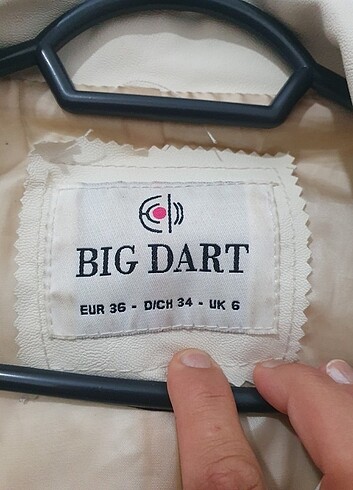 BIG DART
EUR 36 - D/CH 34 - UK 6